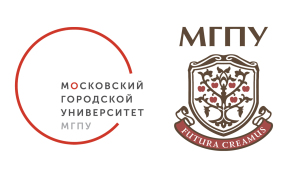 МОСКОВСКИЙ
ГОРОДСКОЙ
УНИВЕРСИТЕТ
МГПУ
МГПУ
FUTURA CREAMUS